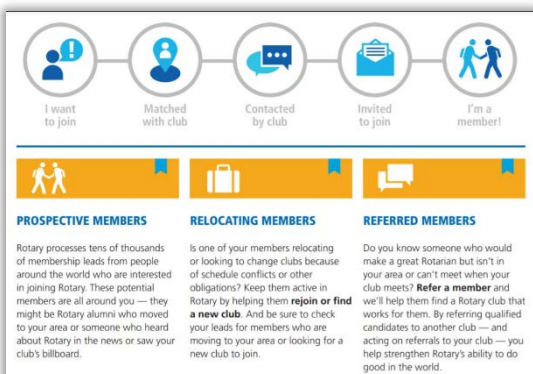 I want
to join
Matched
with club
Contacted
by club
Invited
to join
I'm a
member!
PROSPECTIVE MEMBERS
Rotary processes tens of thousands
of membership leads from people
around the world who are interested
in joining Rotary. These potential
members are all around you — they
might be Rotary alumni who moved
to your area or someone who heard
about Rotary in the news or saw your
club's billboard.
RELOCATING MEMBERS
Is one of your members relocating
or looking to change clubs because
of schedule conflicts or other
obligations? Keep them active in
Rotary by helping them rejoin or find
a new club. And be sure to check
your leads for members who are
moving to your area or looking for a
new club to join.
REFERRED MEMBERS
Do you know someone who would
make a great Rotarian but isn't in
your area or can't meet when your
club meets? Refer a member and
we'll help them find a Rotary club that
works for them. By referring qualified
candidates to another club — and
acting on referrals to your club — you
help strengthen Rotary's ability to do
good in the world.